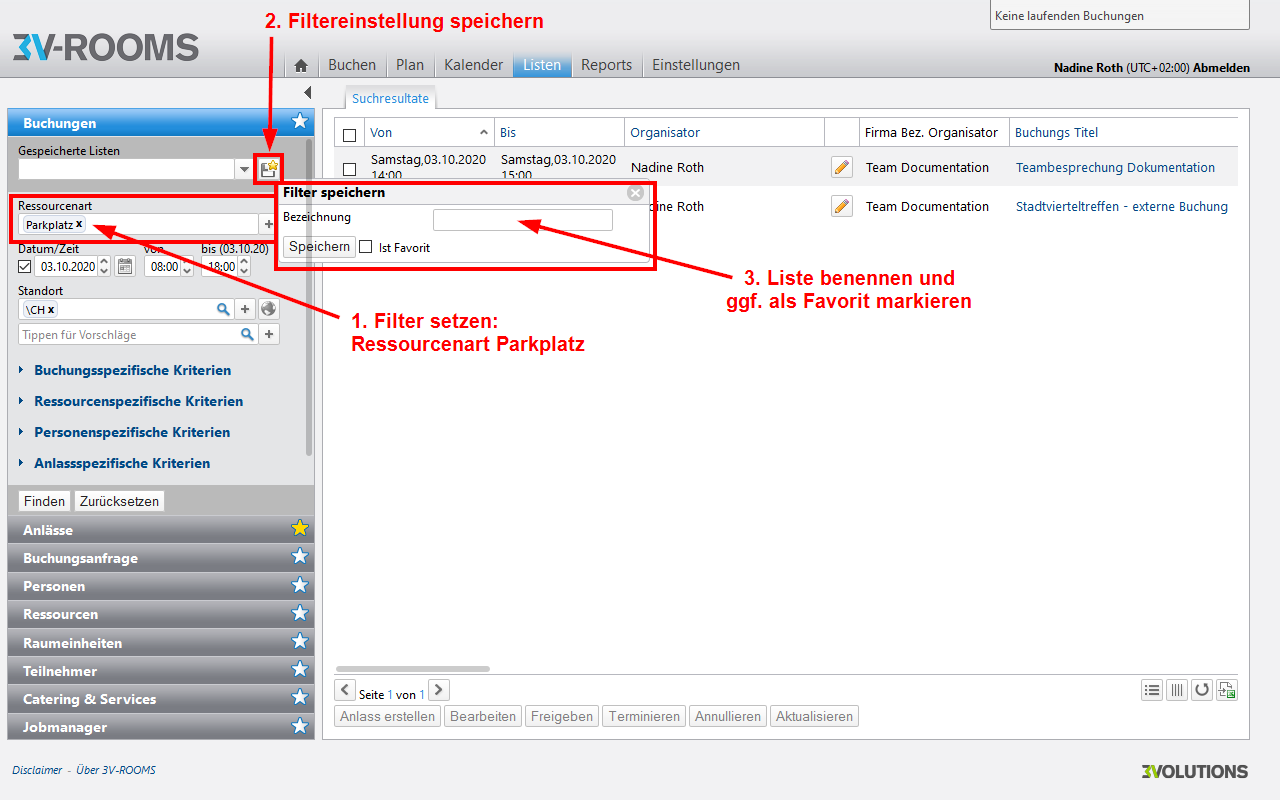 2. Filtereinstellung speichern
Keine laufenden Buchungen
3V-ROOMS
Buchen Plan Kalender Listen Reports Einstellungen
Nadine Roth (UTC+02:00) Abmelden
Suchresultate
Buchungen
Gespeicherte Listen
Von Bis Organisator Firma Bez. Organisator Buchungs Titel
Samstag,03.10.2020 14:00 Samstag,03.10.2020 15:00 Nadine Roth Team Documentation Teambesprechung Dokumentation
Filter speichern
Bezeichnung
Speichern Ist Favorit
dine Roth Team Documentation Stadtvierteltreffen - externe Buchung
Ressourcenart
Parkplatz x
Datum/Zeit von bis (03.10.20)
03.10.2020 08:00 18:00
3. Liste benennen und
ggf. als Favorit markieren
Standort
\CH x
Tippen für Vorschläge
1. Filter setzen:
Ressourcenart Parkplatz
Buchungsspezifische Kriterien
Ressourcenspezifische Kriterien
Personenspezifische Kriterien
Anlassspezifische Kriterien
Finden Zurücksetzen
Anlässe
Buchungsanfrage
Personen
Ressourcen
Raumeinheiten
Teilnehmer
Catering & Services
Jobmanager
Seite 1 von 1
Anlass erstellen Bearbeiten Freigeben Terminieren Annullieren Aktualisieren
Disclaimer - Über 3V-ROOMS
3VOLUTIONS